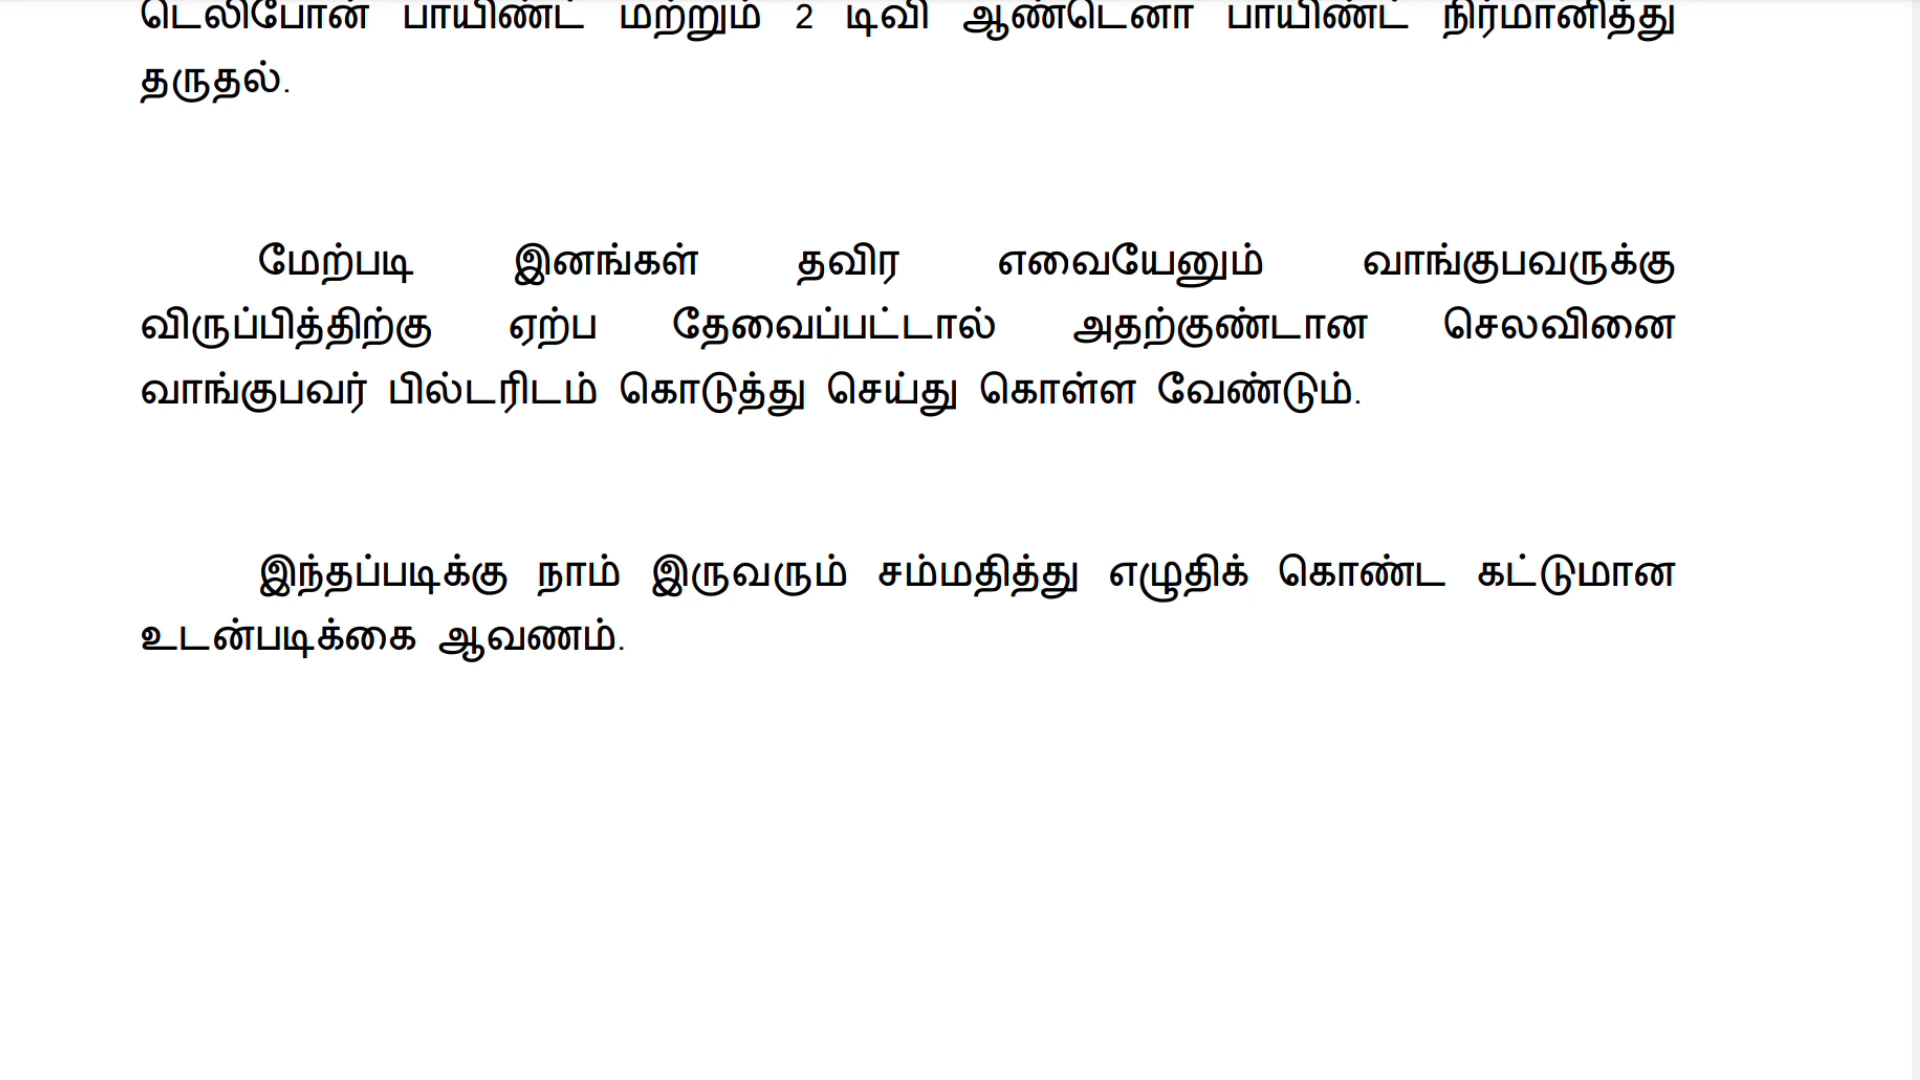 டெலிபோன் பாயிண்ட் மற்றும் 2 டிவி ஆண்டெனா பாயிண்ட் நிர்மானித்து
தருதல்.
மேற்படி இனங்கள் தவிர எவையேனும் வாங்குபவருக்கு
விருப்பித்திற்கு ஏற்ப தேவைப்பட்டால் அதற்குண்டான செலவினை
வாங்குபவர் பில்டரிடம் கொடுத்து செய்து கொள்ள வேண்டும்.
இந்தப்படிக்கு நாம் இருவரும் சம்மதித்து எழுதிக் கொண்ட கட்டுமான
உடன்படிக்கை ஆவணம்.